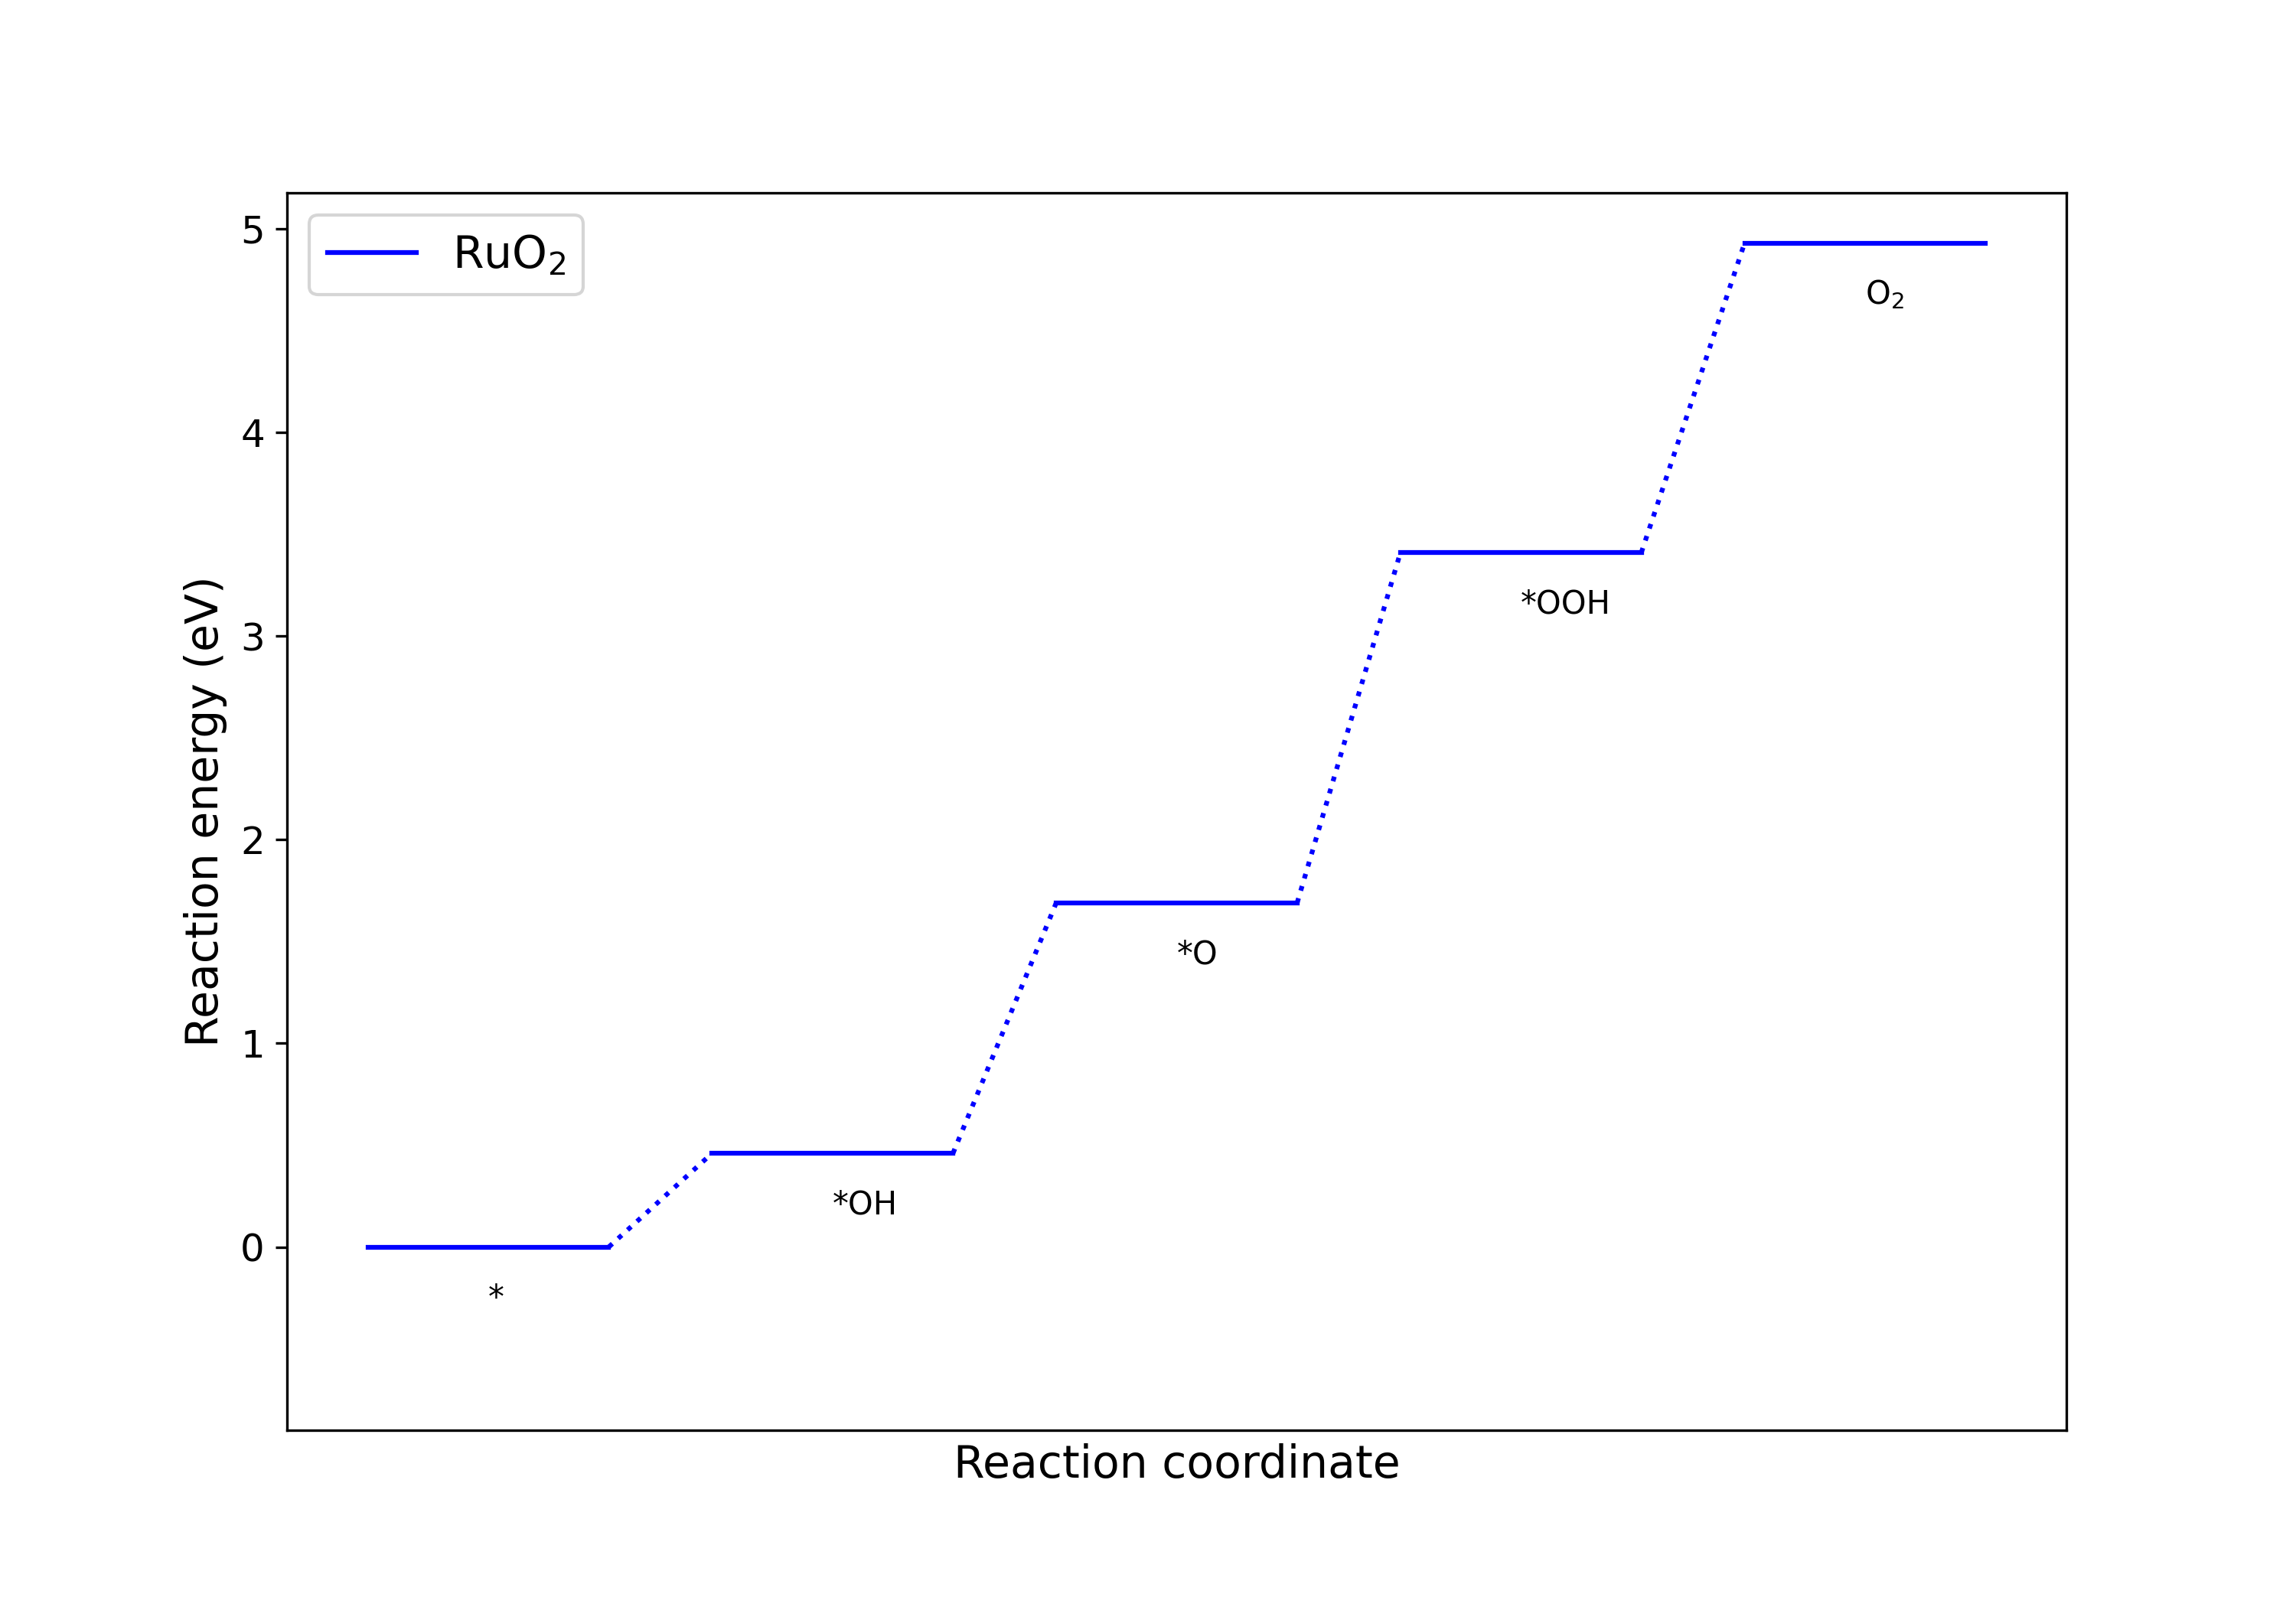 RuO₂
5
4
3
2
1
0
Reaction energy (eV)
*
*OH
*O
*OOH
O₂
Reaction coordinate